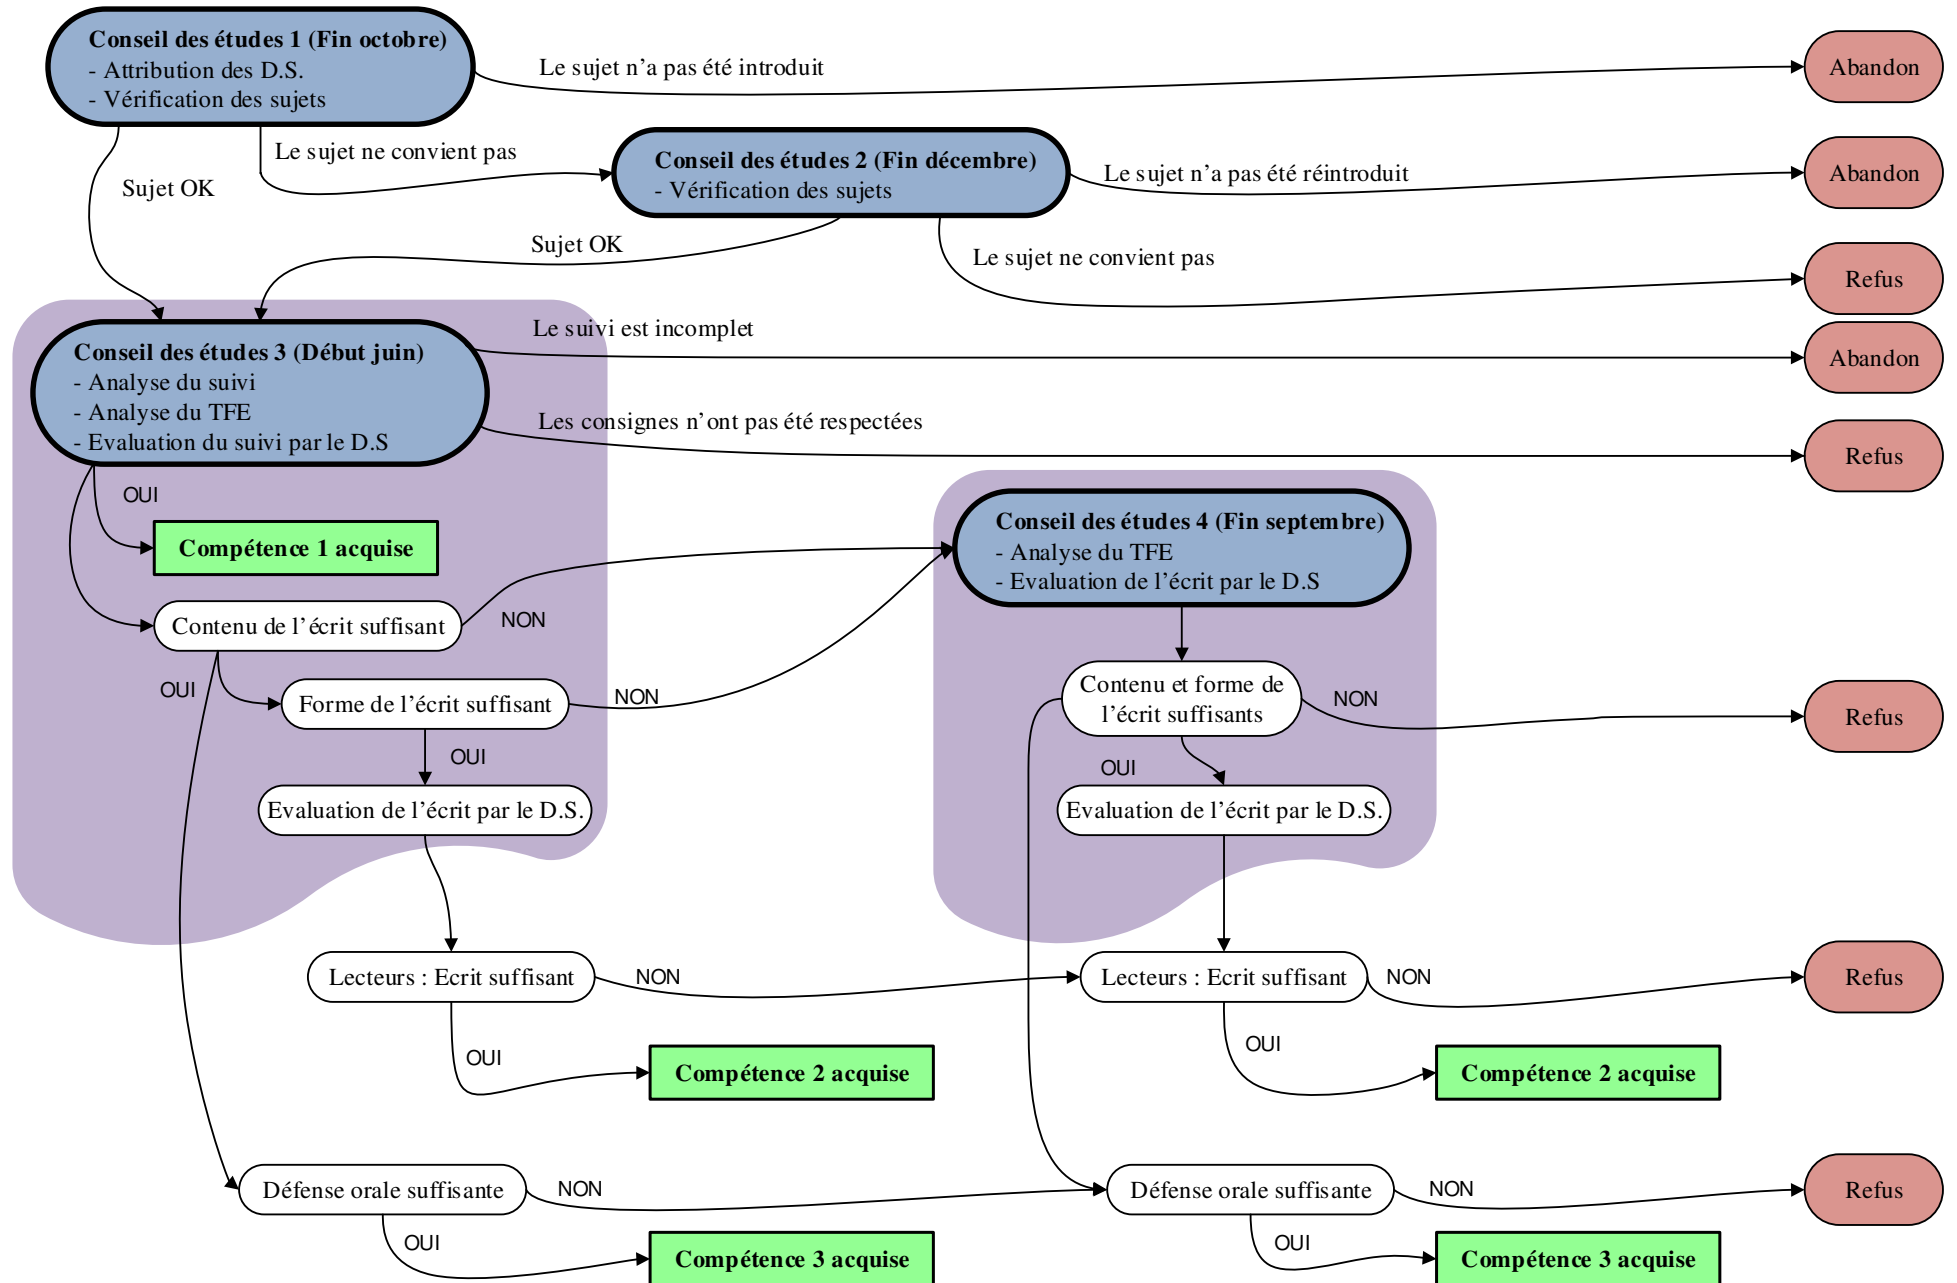 Conseil des études 1 (Fin octobre)
- Attribution des D.S.
- Vérification des sujets
Le sujet n'a pas été introduit
Abandon
Le sujet ne convient pas
Sujet OK
Conseil des études 2 (Fin décembre)
- Vérification des sujets
Le sujet n'a pas été réintroduit
Abandon
Sujet OK
Le sujet ne convient pas
Refus
Conseil des études 3 (Début juin)
- Analyse du suivi
- Analyse du TFE
- Evaluation du suivi par le D.S
Le suivi est incomplet
Abandon
Les consignes n'ont pas été respectées
Refus
OUI
Compétence 1 acquise
Contenu de l'écrit suffisant
NON
Conseil des études 4 (Fin septembre)
- Analyse du TFE
- Evaluation de l'écrit par le D.S
OUI
Forme de l'écrit suffisant
NON
Contenu et forme de
l'écrit suffisants
NON
Refus
OUI
OUI
Evaluation de l'écrit par le D.S.
Evaluation de l'écrit par le D.S.
Lecteurs : Ecrit suffisant
NON
Lecteurs : Ecrit suffisant
NON
Refus
OUI
Compétence 2 acquise
OUI
Compétence 2 acquise
Défense orale suffisante
NON
Défense orale suffisante
NON
Refus
OUI
Compétence 3 acquise
OUI
Compétence 3 acquise